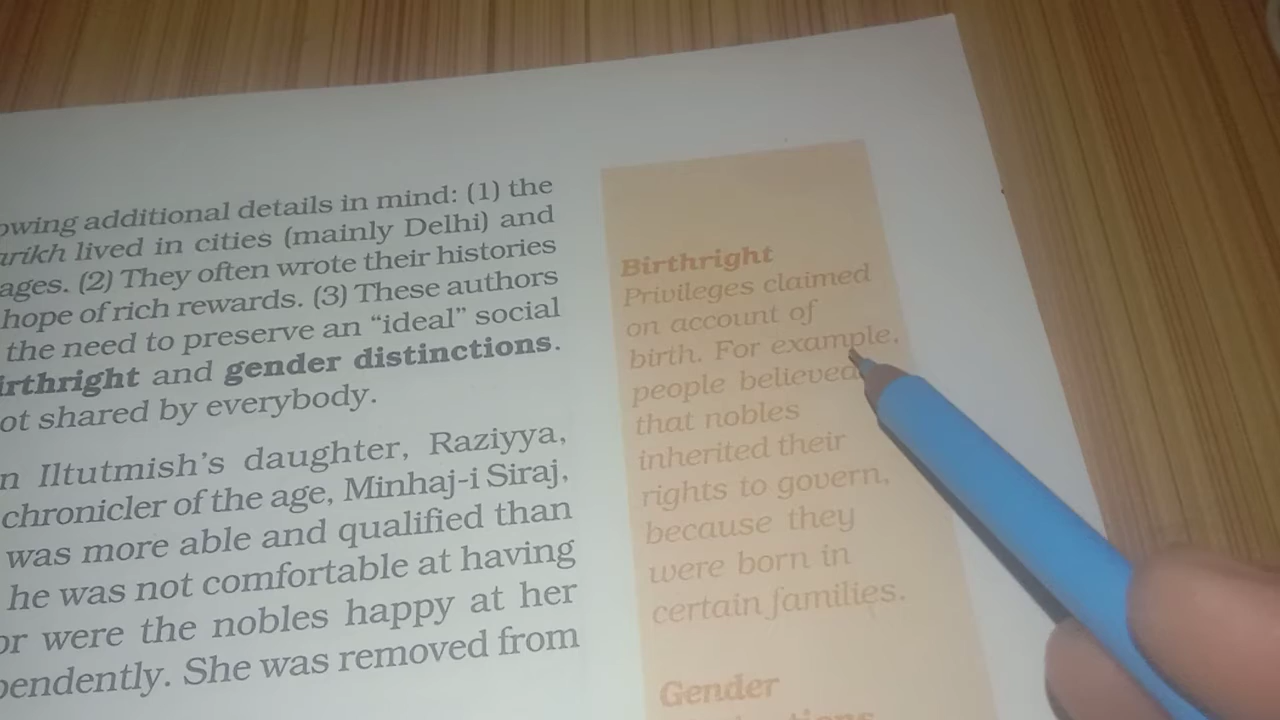 owing additional details in mind: (1) the
arikh lived in cities (mainly Delhi) and
ages. (2) They often wrote their histories
hope of rich rewards. (3) These authors
the need to preserve an “ideal” social
irthright and gender distinctions.
ot shared by everybody.
n Iltutmish’s daughter, Raziyya,
chronicler of the age, Minhaj-i Siraj,
was more able and qualified than
he was not comfortable at having
or were the nobles happy at her
pendently. She was removed from
Birthright
Privileges claimed
on account of
birth. For example,
people believed
that nobles
inherited their
rights to govern,
because they
were born in
certain families.
Gender